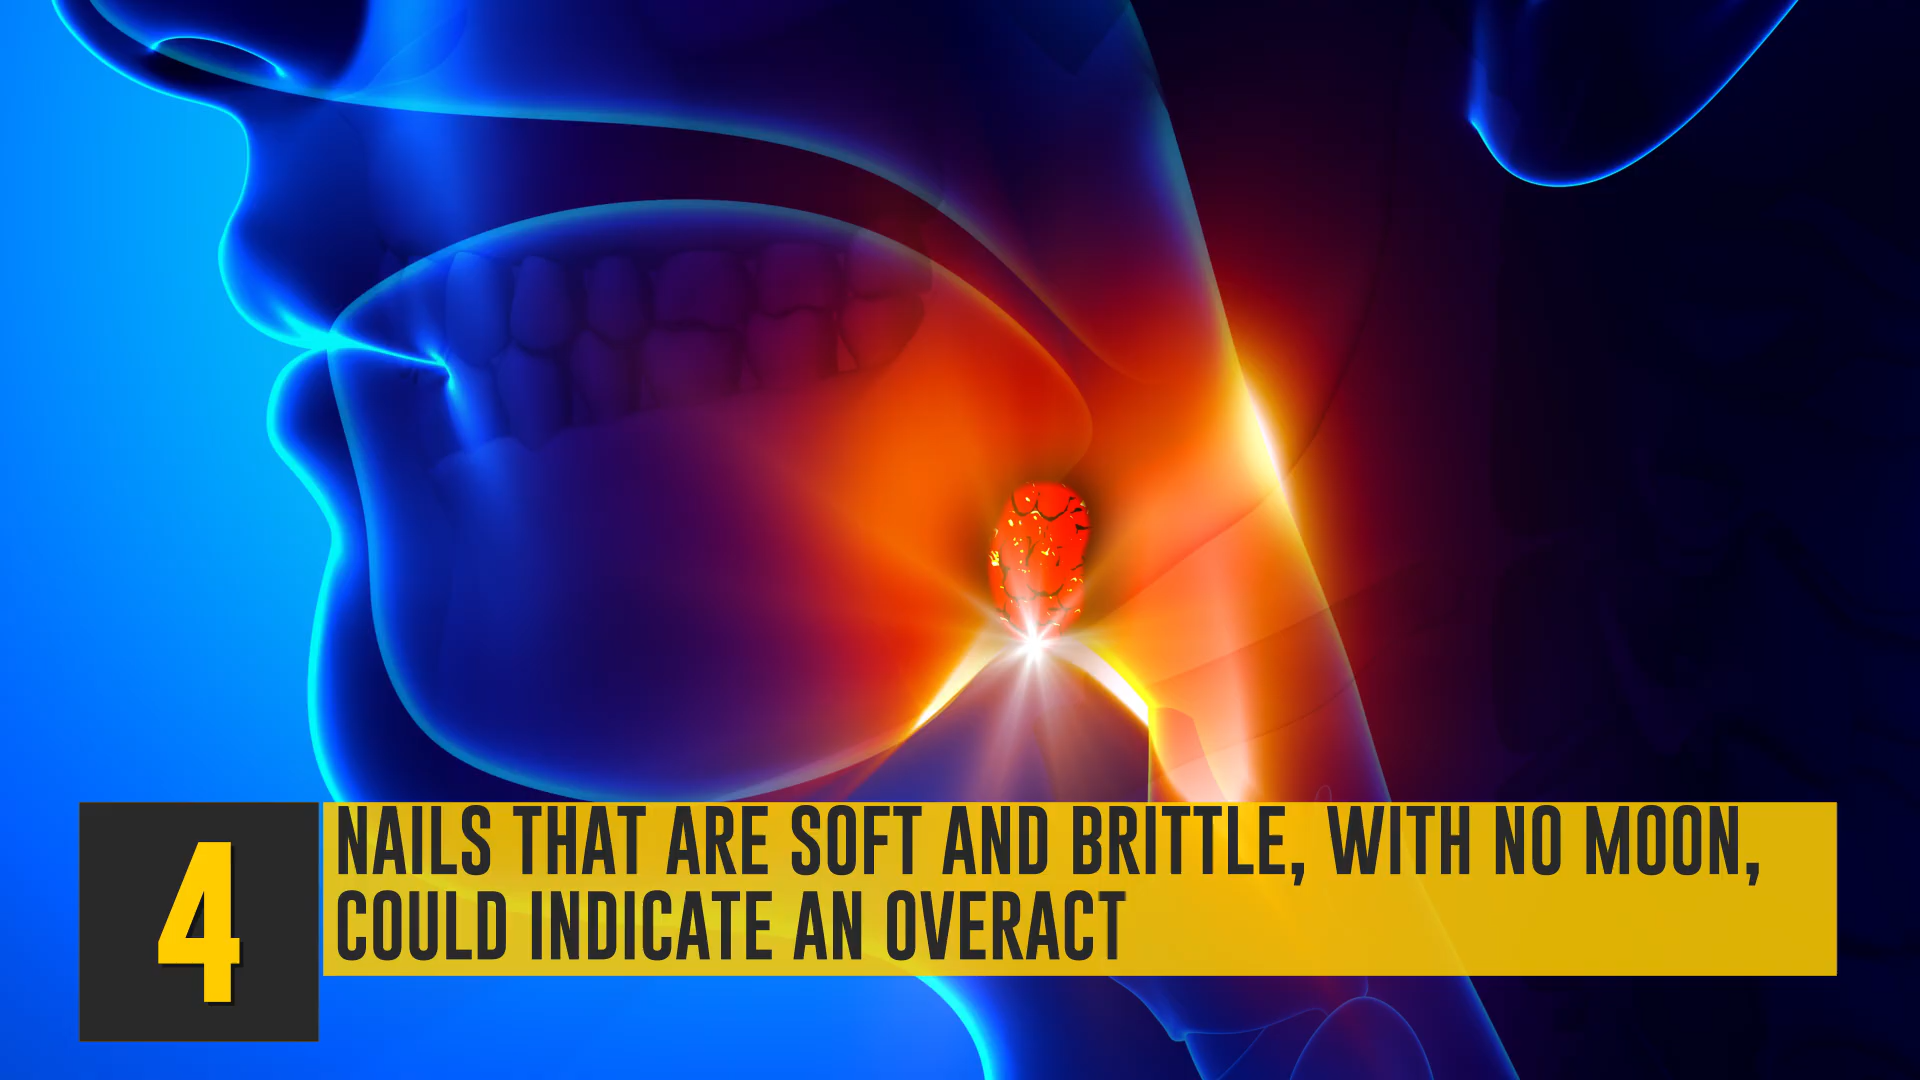 4
NAILS THAT ARE SOFT AND BRITTLE, WITH NO MOON,
COULD INDICATE AN OVERACT